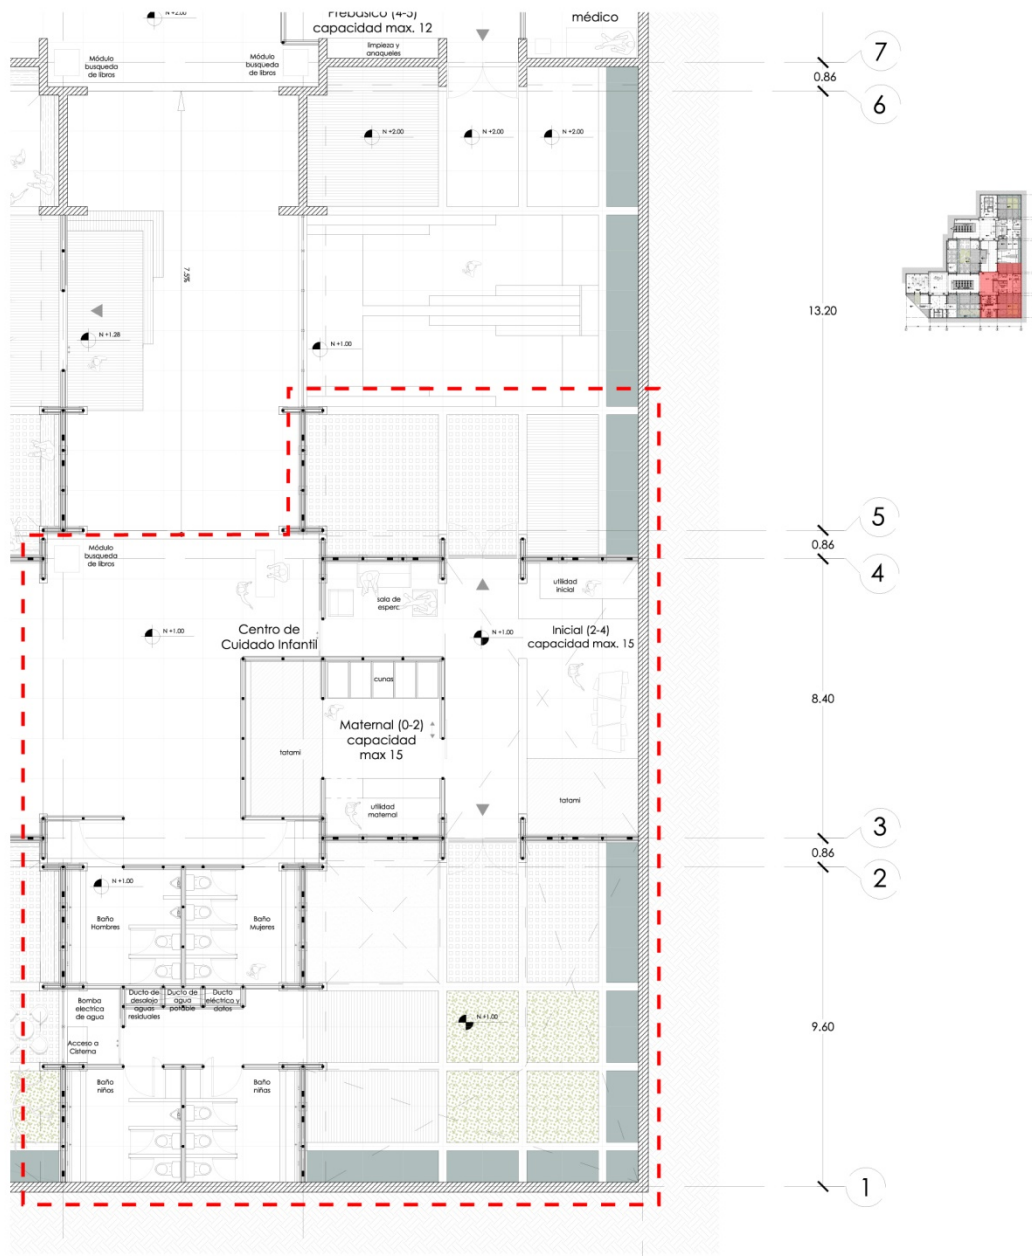 N +2.00
Prebásico (4-5)
capacidad max. 12
médico
limpieza y
anaqueles
Módulo
busqueda
de libros
Módulo
busqueda
de libros
7
0.86
6
N +2.00
N +2.00
N +2.00
7.5%
13.20
N +1.28
N +1.00
5
0.86
4
Módulo
busqueda
de libros
utilidad
inicial
sala de
N +1.00
Centro de
Cuidado Infantil
N +1.00
Inicial (2-4)
capacidad max. 15
cunas
8.40
Maternal (0-2)
capacidad
max 15
tatami
tatami
utilidad
maternal
3
0.86
2
N +1.00
Baño
Hombres
Baño
Mujeres
Bomba
electrica
de agua
Ducto de
desalojo
aguas
residuales
Ducto de
agua
potable
Ducto
eléctrico y
datos
N +1.00
9.60
Acceso a
Cisterna
Baño
niños
Baño
niñas
1